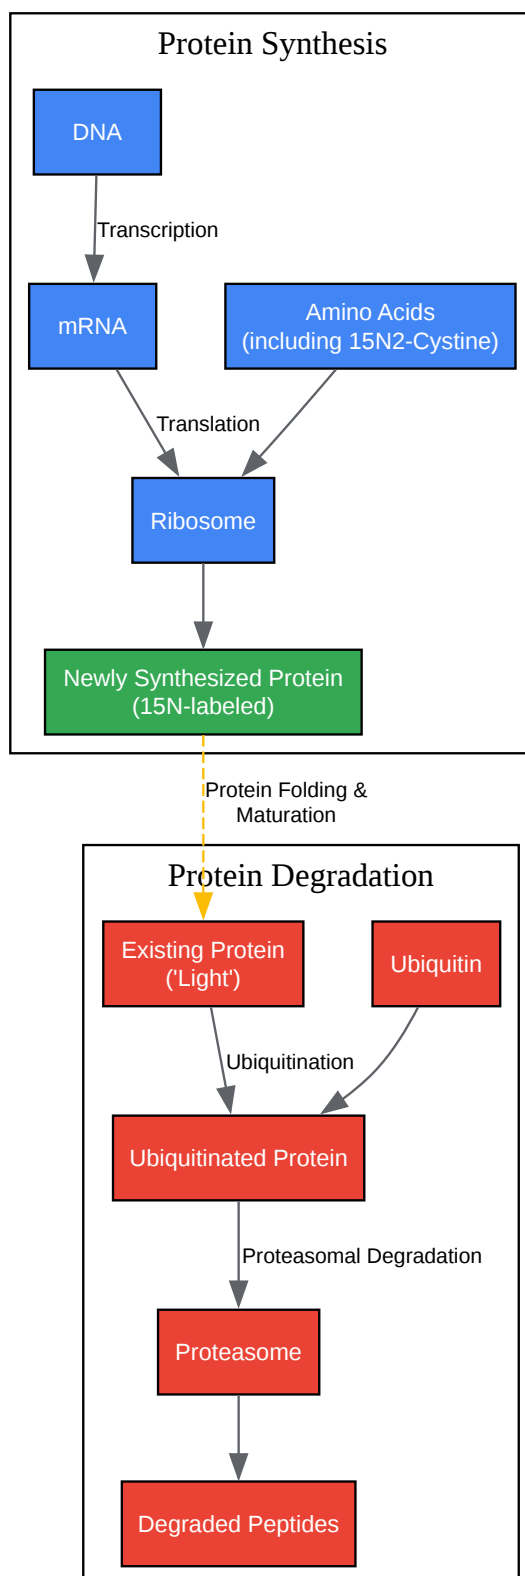 Protein Synthesis
DNA
Transcription
mRNA
Amino Acids
(including 15N2-Cystine)
Translation
Ribosome
Newly Synthesized Protein
(15N-labeled)
Protein Folding &
Maturation
Protein Degradation
Existing Protein
('Light')
Ubiquitin
Ubiquitination
Ubiquitinated Protein
Proteasomal Degradation
Proteasome
Degraded Peptides